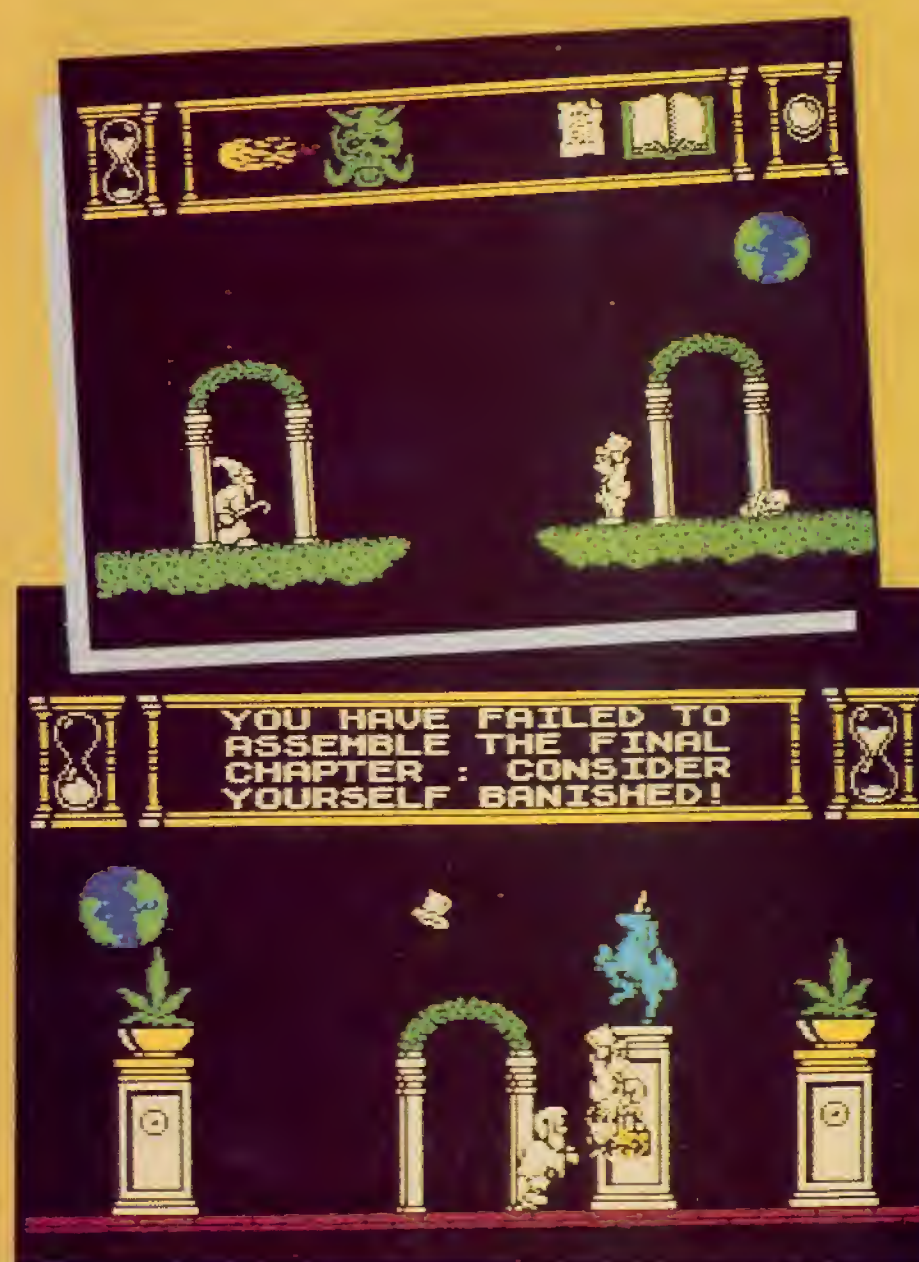 YOU HAVE FAILED TO
ASSEMBLE THE FINAL
CHAPTER : CONSIDER
YOURSELF BANISHED!